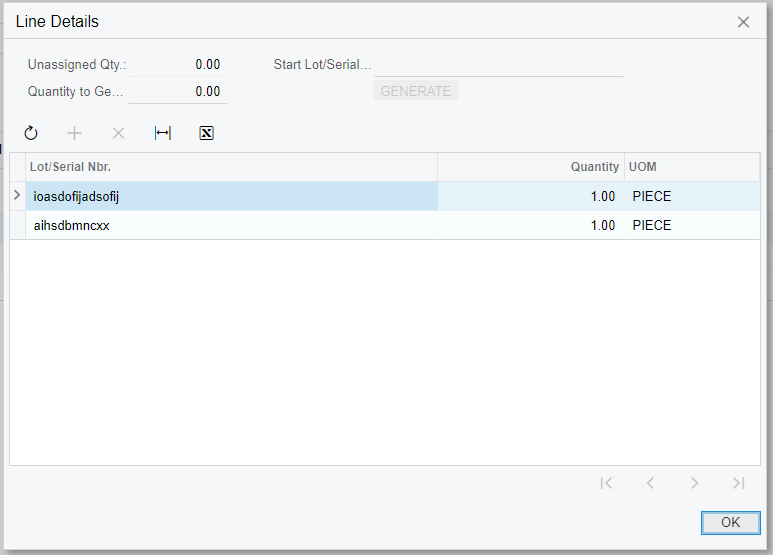 Line Details
Unassigned Qty.: 0.00 Start Lot/Serial...
Quantity to Ge... 0.00 GENERATE
Lot/Serial Nbr. Quantity UOM
ioasdofijadsofij 1.00 PIECE
aihsdbmncxx 1.00 PIECE
OK